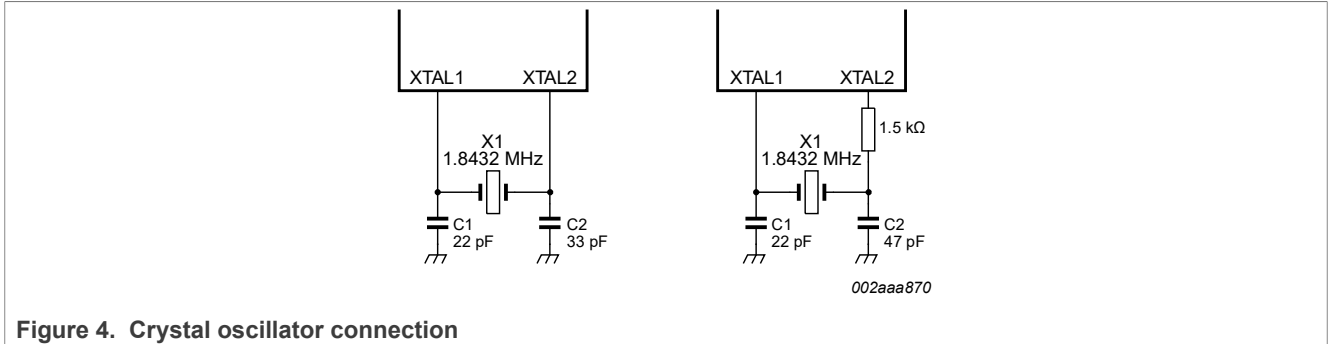 XTAL1 XTAL2
X1
1.8432 MHz
C1
22 pF
C2
33 pF
XTAL1 XTAL2
1.5 kΩ
X1
1.8432 MHz
C1
22 pF
C2
47 pF
002aaa870
Figure 4. Crystal oscillator connection